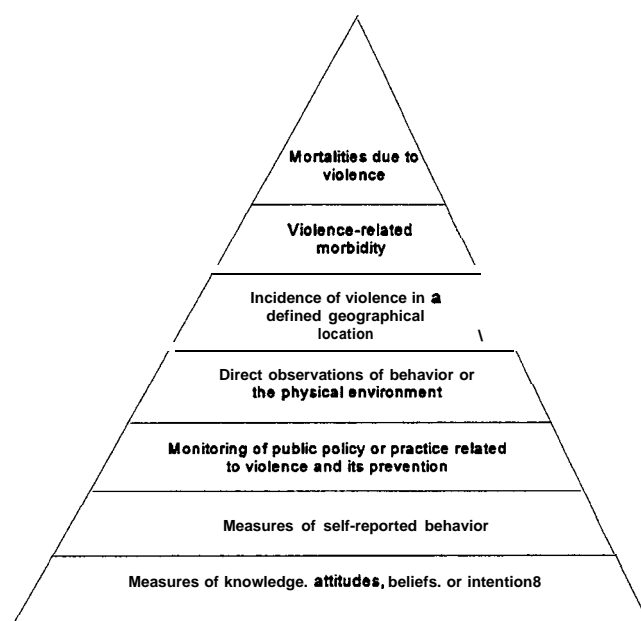 Mortalities due to
violence
Violence-related
morbidity
Incidence of violence in a
defined geographical
location
Direct observations of behavior or
the physical environment
Monitoring of public policy or practice related
to violence and its prevention
Measures of self-reported behavior
Measures of knowledge. attitudes, beliefs. or intention8